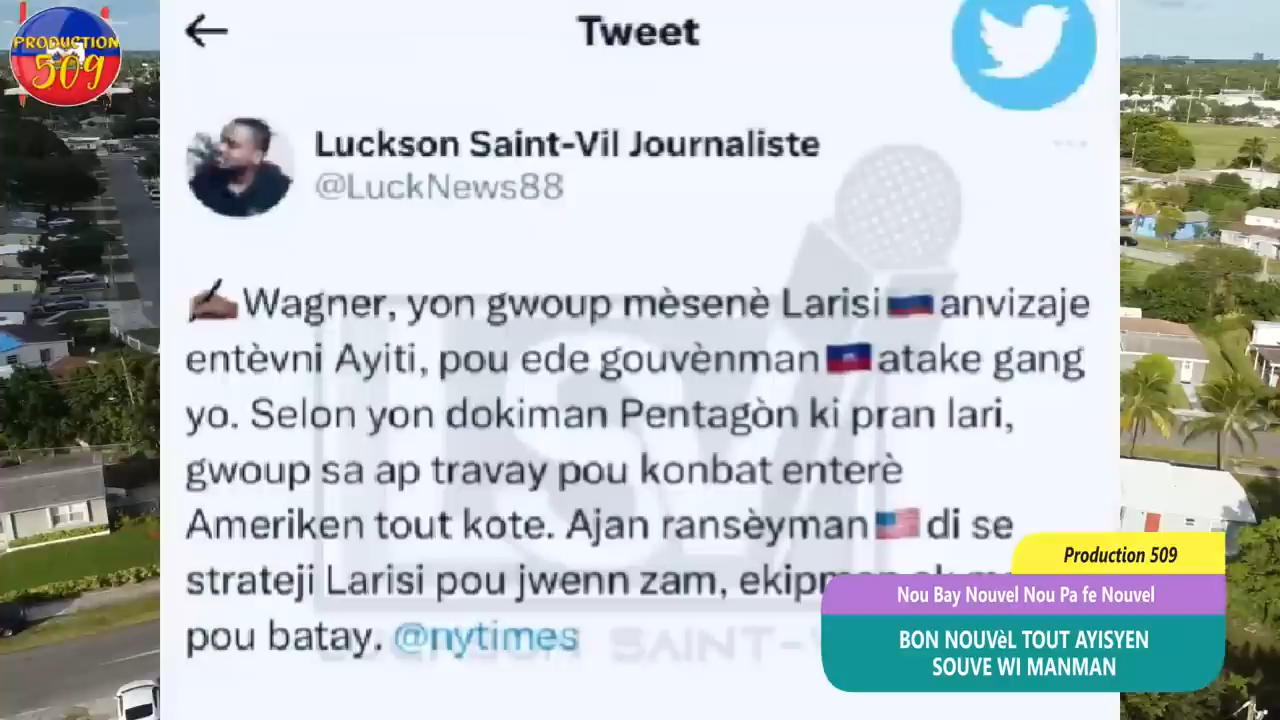 PRODUCTION
509
Tweet
Luckson Saint-Vil Journaliste
@LuckNews88
Wagner, yon gwoup mèsenè Larisi anvizaje
entèvni Ayiti, pou ede gouvènman atake gang
yo. Selon yon dokiman Pentagòn ki pran lari,
gwoup sa ap travay pou konbat enterè
Ameriken tout kote. Ajan ransèyman di se
strateji Larisi pou jwenn zam,
pou batay. @nytimes
SAINT-V
Production 509
Nou Bay Nouvel Nou Pa fe Nouvel
BON NOUVèL TOUT AYISYEN
SOUVE WI MANMAN